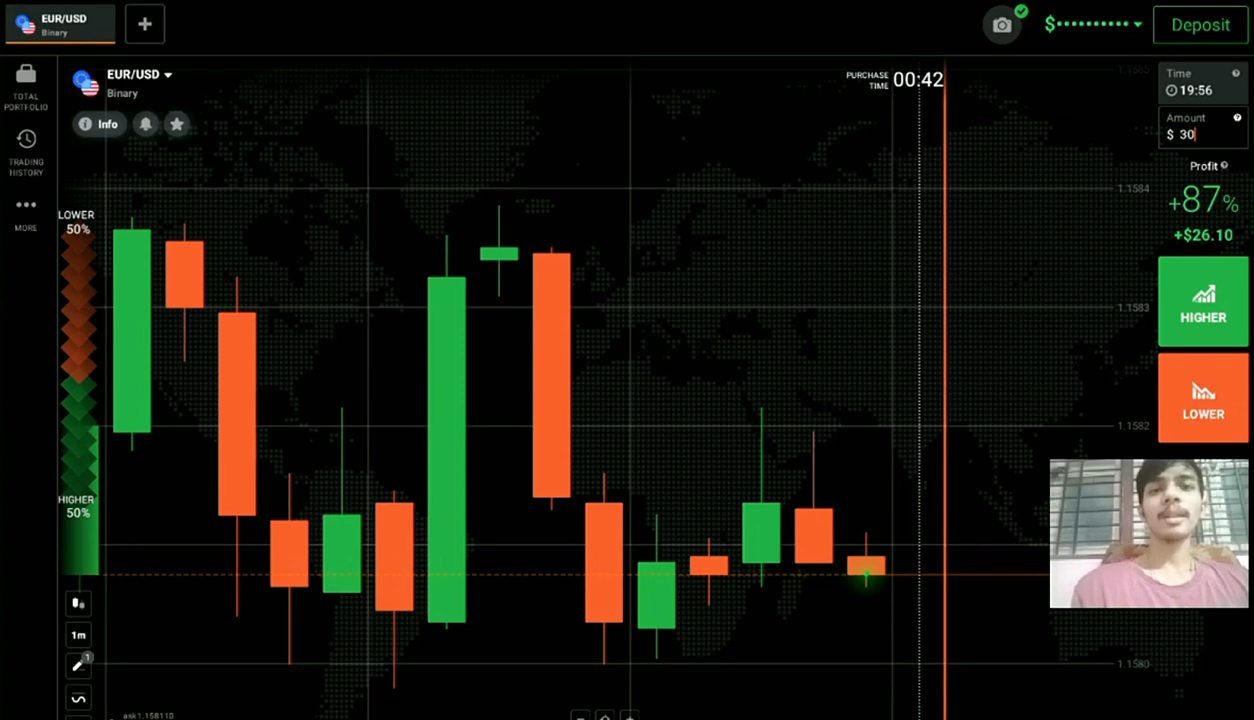 EUR/USD
Binary
+
$••••••••••
Deposit
TOTAL
PORTFOLIO
TRADING
HISTORY
MORE
EUR/USD
Binary
Info
LOWER
50%
HIGHER
50%
1m
1
ask1.158110
PURCHASE
TIME
00:42
1.1584
1.1583
1.1582
1.1580
Time
19:56
Amount
$ 30
Profit
+87%
+$26.10
HIGHER
LOWER